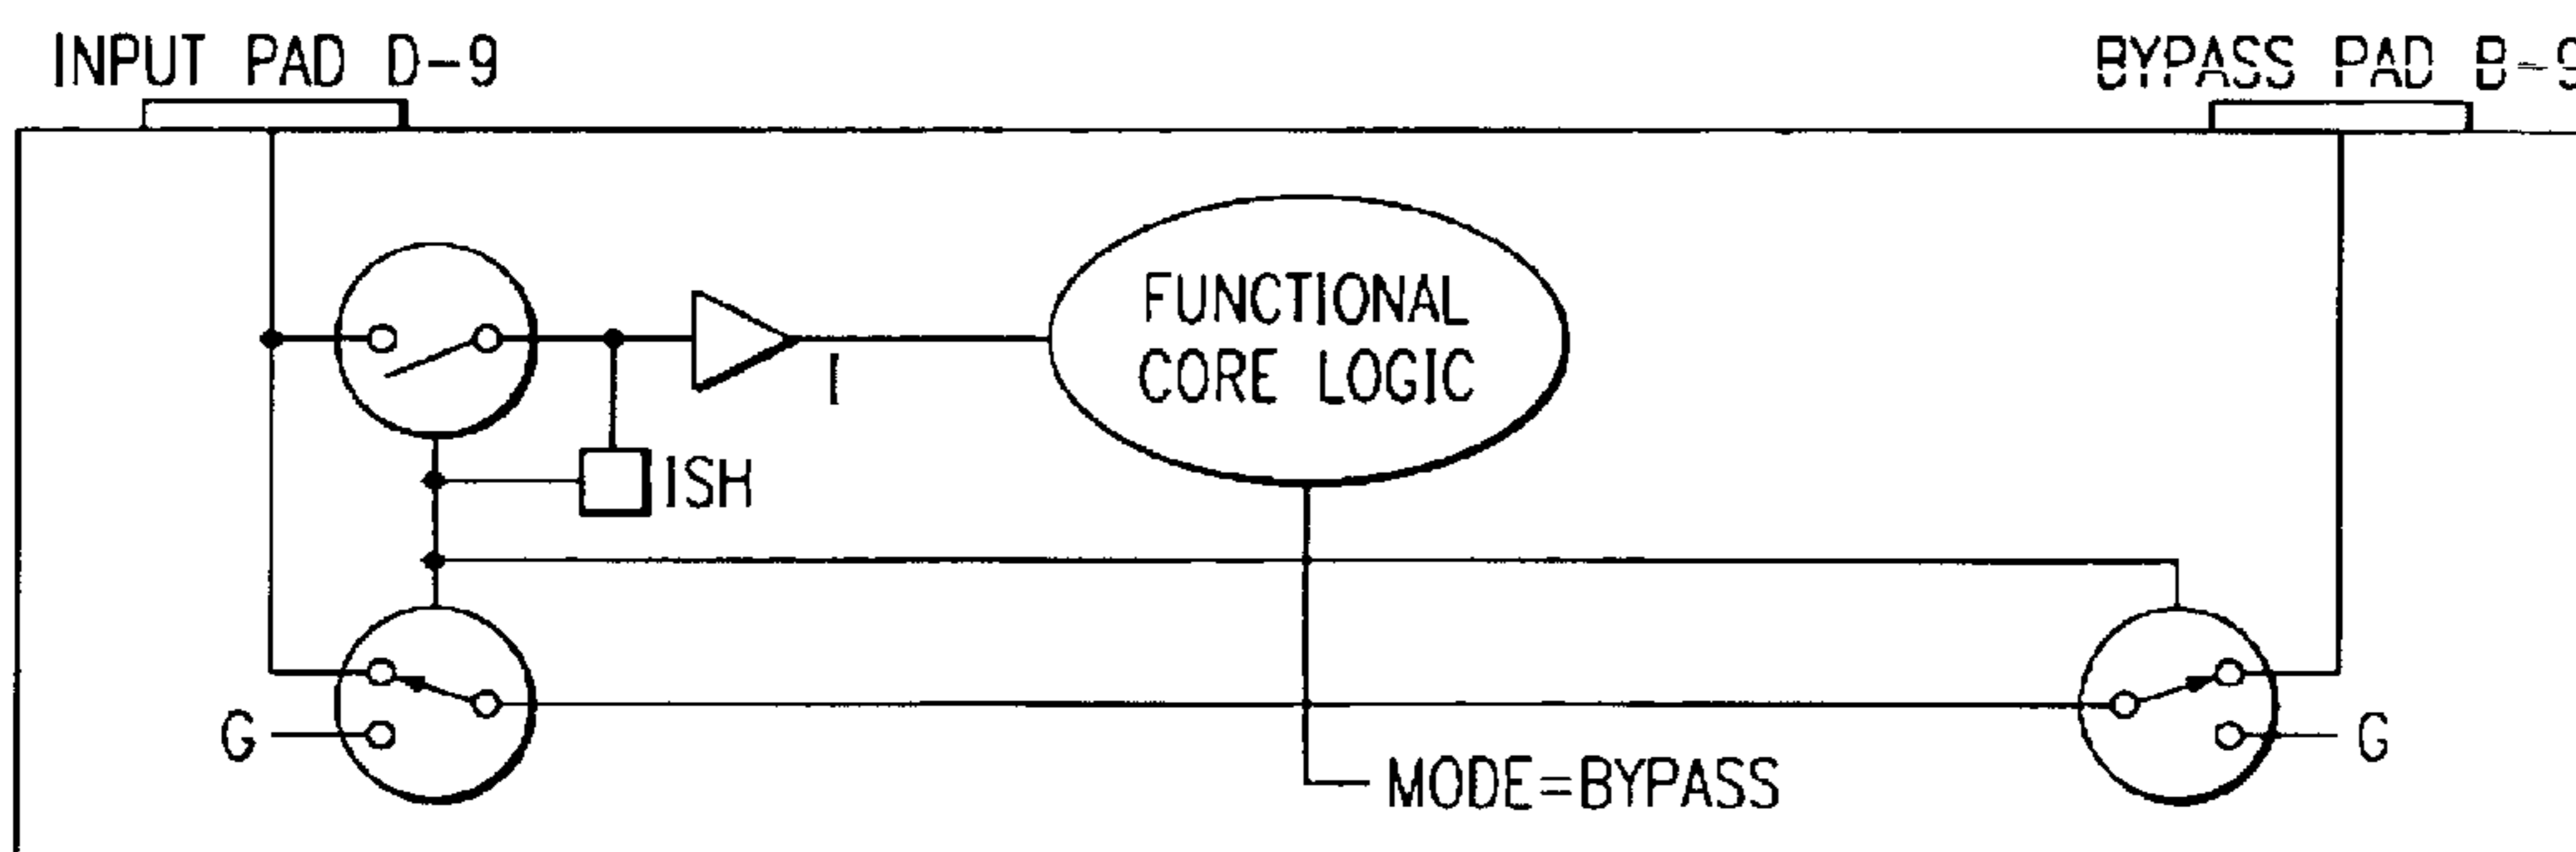 INPUT PAD D-9
BYPASS PAD B-9
FUNCTIONAL
CORE LOGIC
I
ISH
G
G
MODE=BYPASS